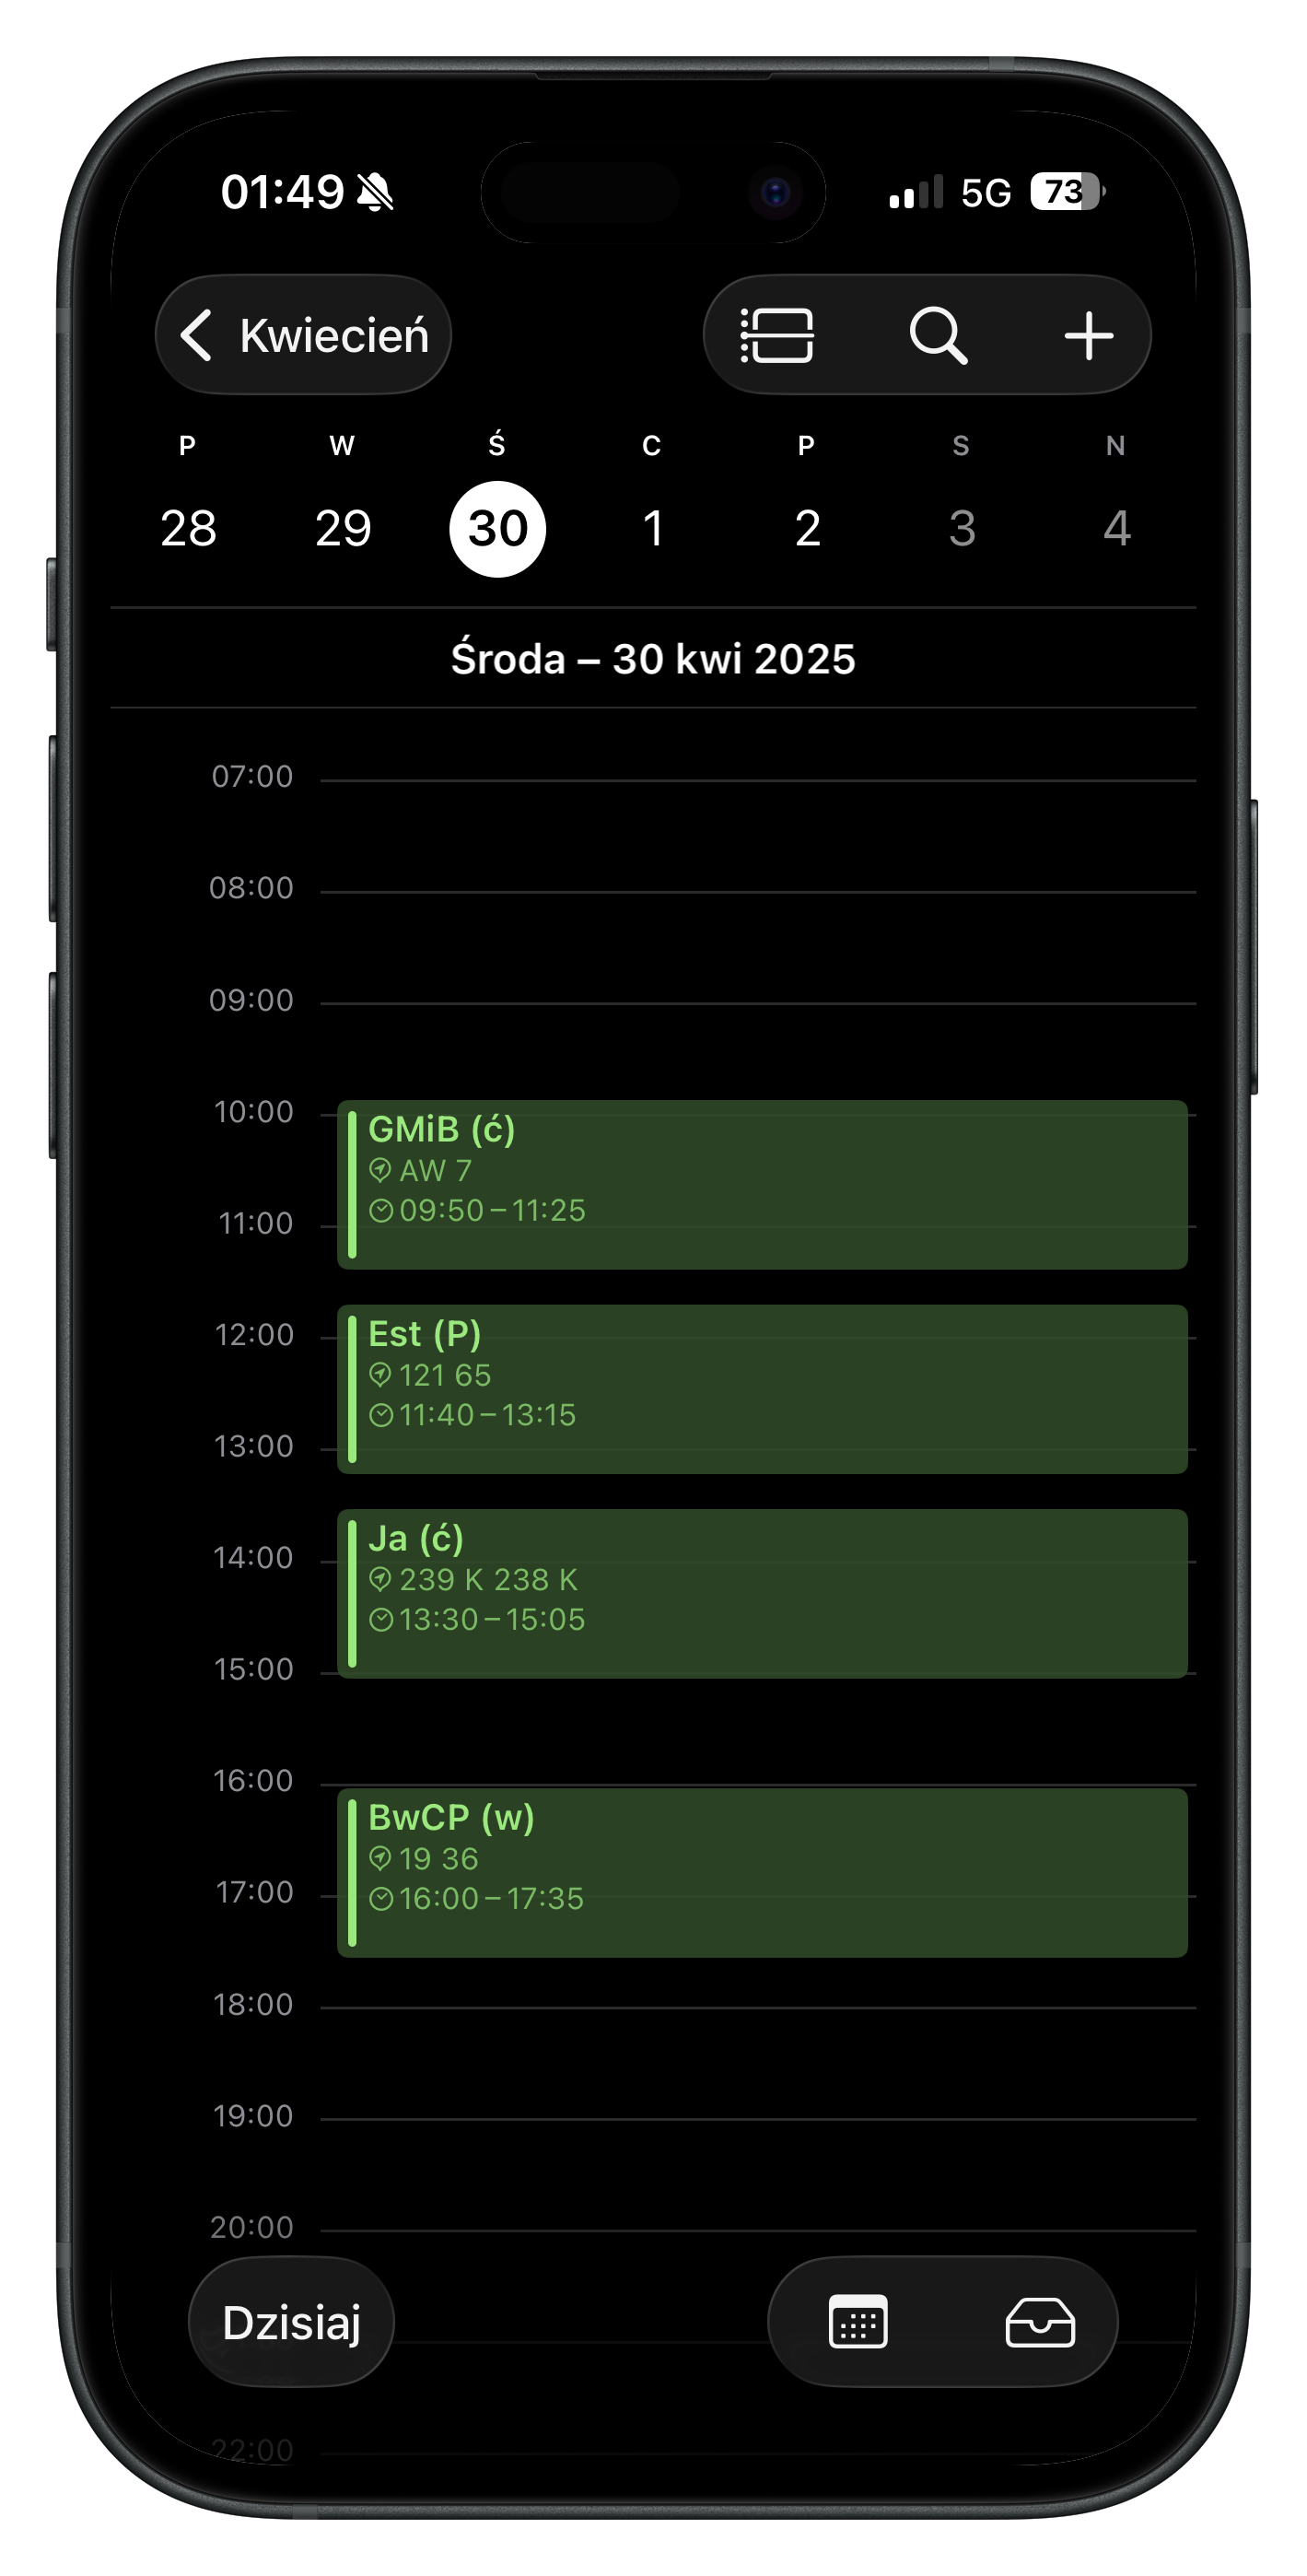 01:49 5G 73
Kwiecień
P W Ś C P S N
28 29 30 1 2 3 4
Środa – 30 kwi 2025
07:00
08:00
09:00
10:00
GMiB (ć)
AW 7
09:50–11:25
11:00
12:00
Est (P)
121 65
11:40–13:15
13:00
Ja (ć)
14:00
239 K 238 K
13:30–15:05
15:00
16:00
BwCP (w)
19 36
17:00
16:00–17:35
18:00
19:00
20:00
Dzisiaj
22:00